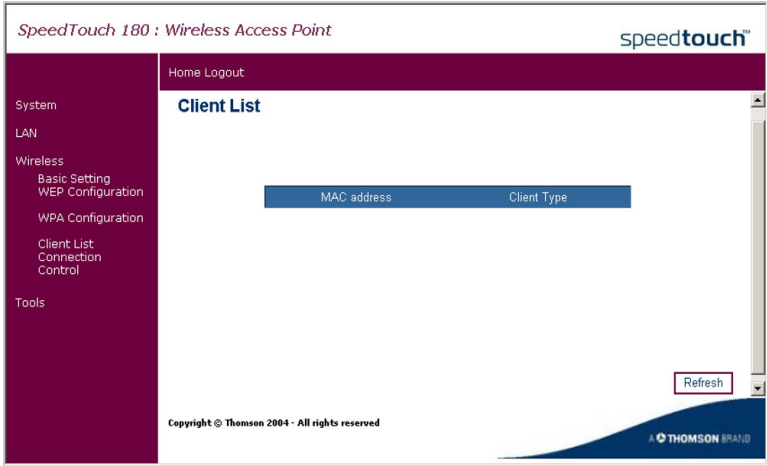 SpeedTouch 180 : Wireless Access Point
speedtouch™
Home Logout
System
LAN
Wireless
Basic Setting
WEP Configuration
WPA Configuration
Client List
Connection
Control
Tools
Client List
MAC address Client Type
Refresh
Copyright © Thomson 2004 - All rights reserved
A THOMSON BRAND